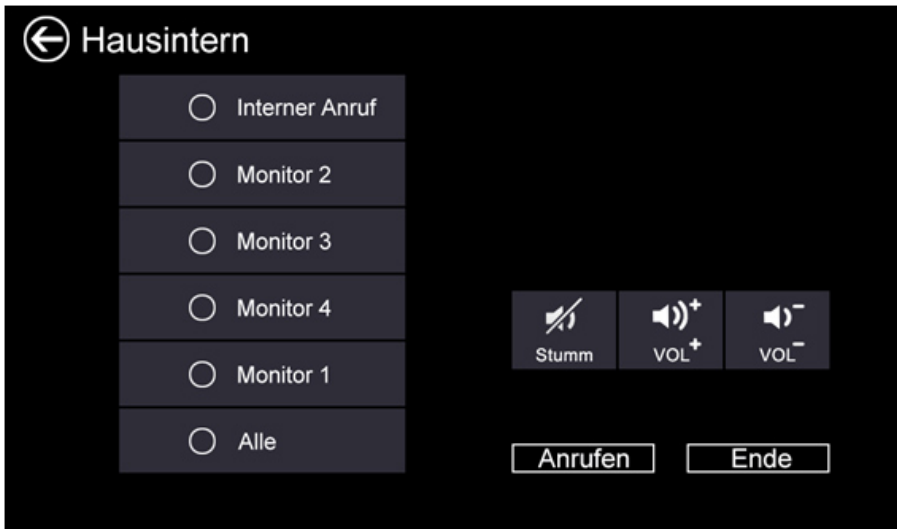 Hausintern
Interner Anruf
Monitor 2
Monitor 3
Monitor 4
Monitor 1
Alle
Stumm
VOL+
VOL-
Anrufen
Ende